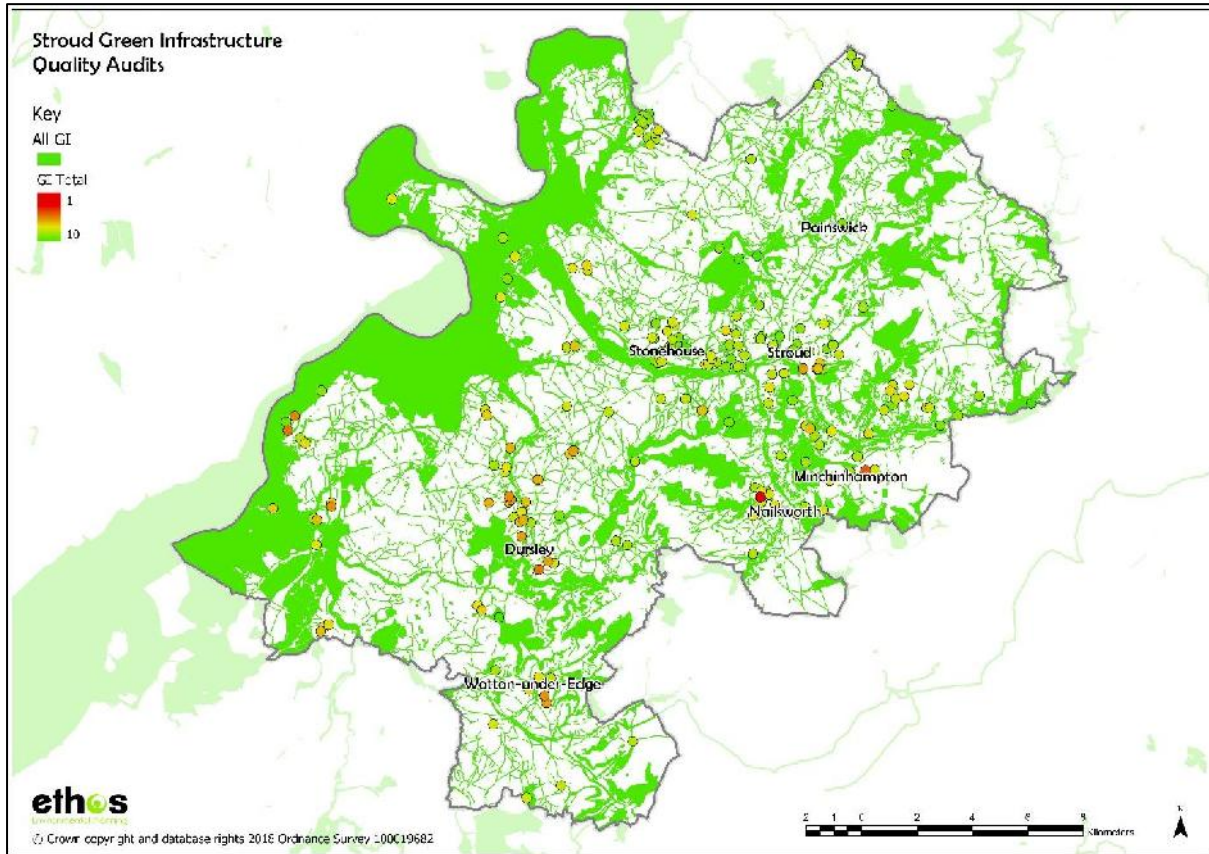 Stroud Green Infrastructure
Quality Audits
Key
All GI
GI Total
1
10
Painswick
Stonehouse
Stroud
Minchinhampton
Nailsworth
Dursley
Wotton-under-Edge
ethos
Environmental Planning
© Crown copyright and database rights 2018 Ordnance Survey 100019682
2 1 0 2 4 6 8
Kilometers